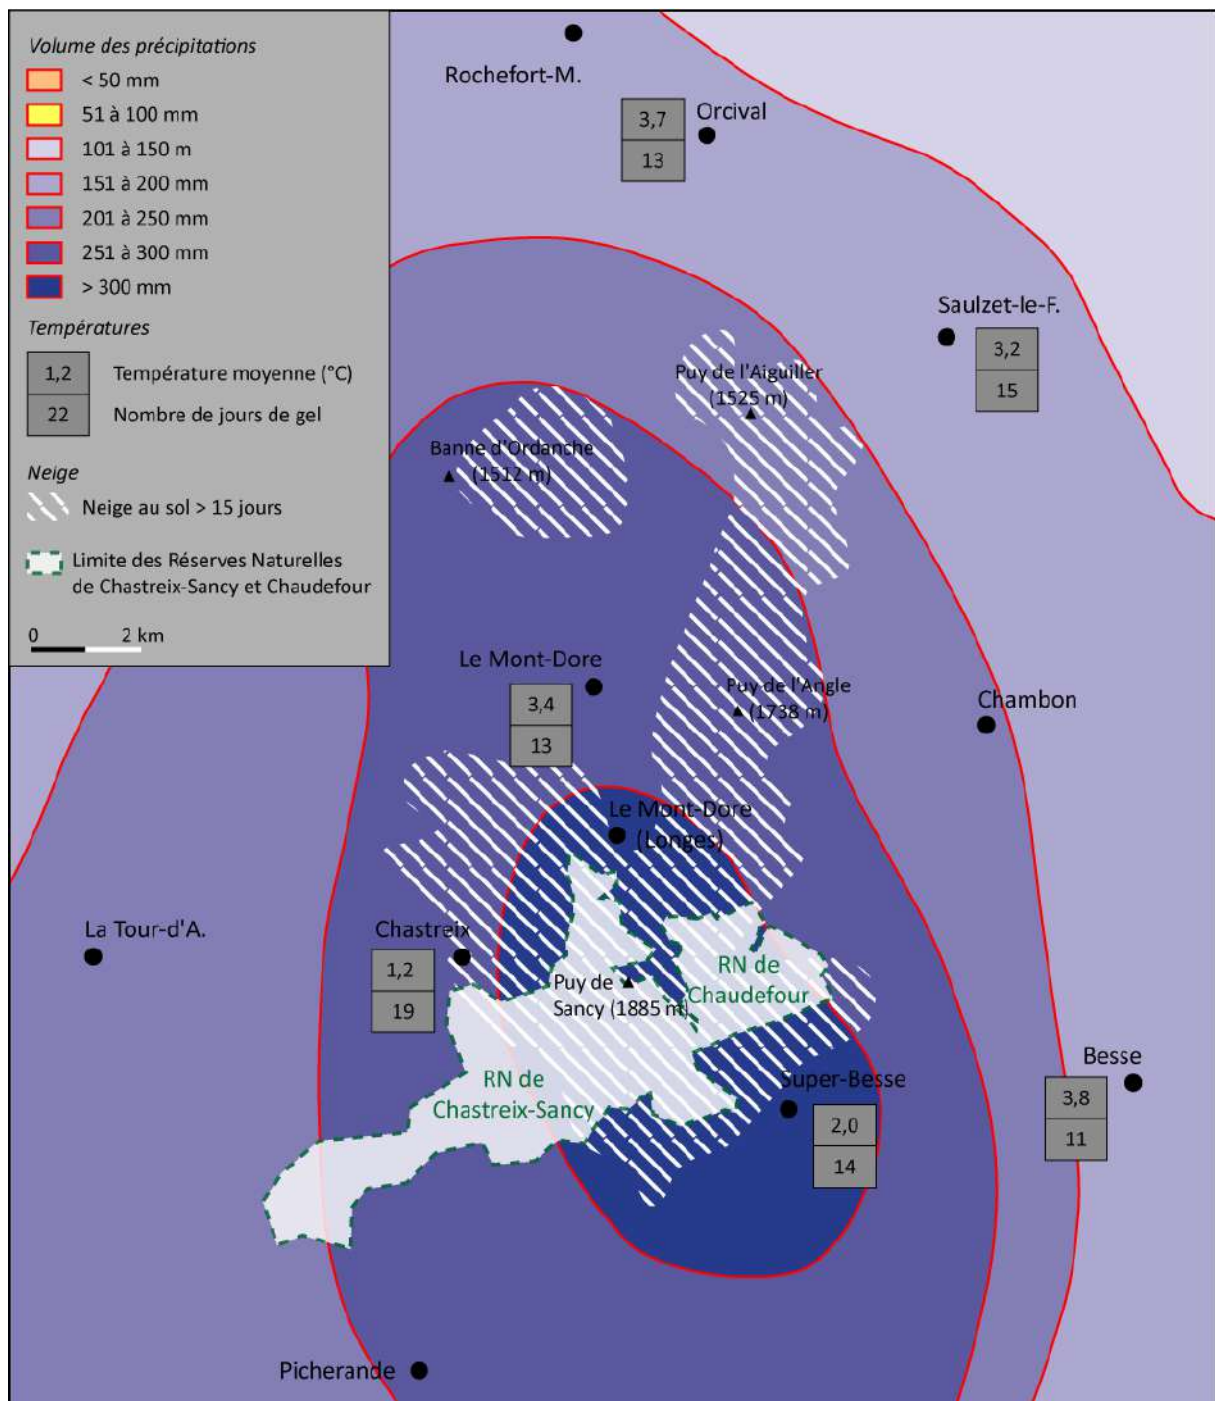 Volume des précipitations
< 50 mm
51 à 100 mm
101 à 150 m
151 à 200 mm
201 à 250 mm
251 à 300 mm
> 300 mm
Températures
1,2 Température moyenne (°C)
22 Nombre de jours de gel
Neige
Neige au sol > 15 jours
Limite des Réserves Naturelles
de Chastreix-Sancy et Chaudefour
0 2 km
Rochefort-M.
Orcival
3,7
13
Saulzet-le-F.
3,2
15
Puy de l'Aiguiller
(1525 m)
Banne d'Ordanche
(1512 m)
Le Mont-Dore
3,4
13
Puy de l'Angle
(1738 m)
Chambon
Le Mont-Dore
(Longes)
La Tour-d'A.
Chastreix
1,2
19
Puy de
Sancy (1885 m)
RN de
Chaudefour
RN de
Chastreix-Sancy
Super-Besse
2,0
14
Besse
3,8
11
Picherande